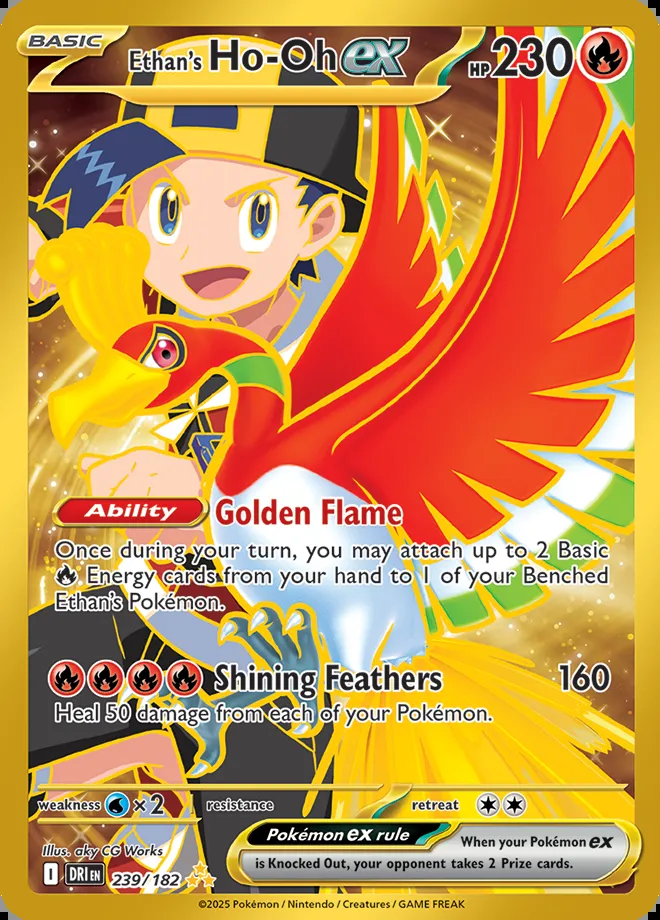 BASIC
Ethan's Ho-Oh ex HP 230
Ability Golden Flame
Once during your turn, you may attach up to 2 Basic
Energy cards from your hand to 1 of your Benched
Ethan's Pokémon.
Shining Feathers 160
Heal 50 damage from each of your Pokémon.
weakness ×2 resistance retreat
Pokémon ex rule
When your Pokémon ex
is Knocked Out, your opponent takes 2 Prize cards.
Illus. aky CG Works
I DRI EN 239/182
©2025 Pokémon / Nintendo / Creatures / GAME FREAK